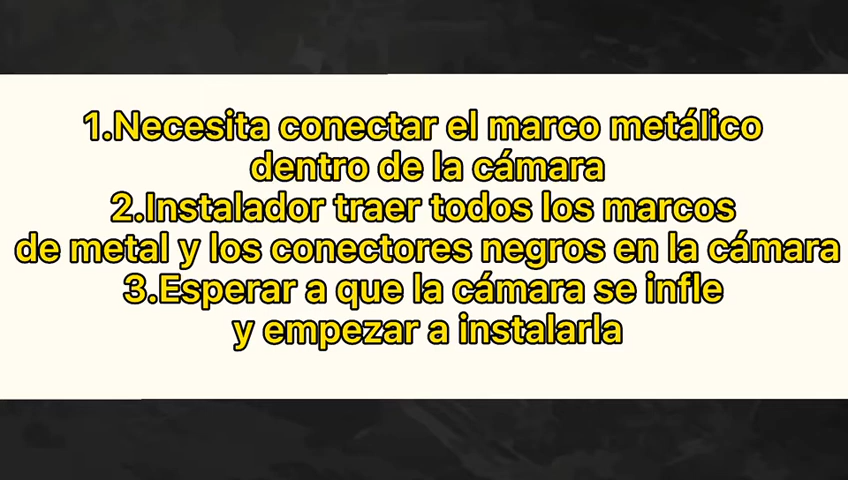 1.Necesita conectar el marco metálico
dentro de la cámara
2.Instalador traer todos los marcos
de metal y los conectores negros en la cámara
3.Esperar a que la cámara se infle
y empezar a instalarla